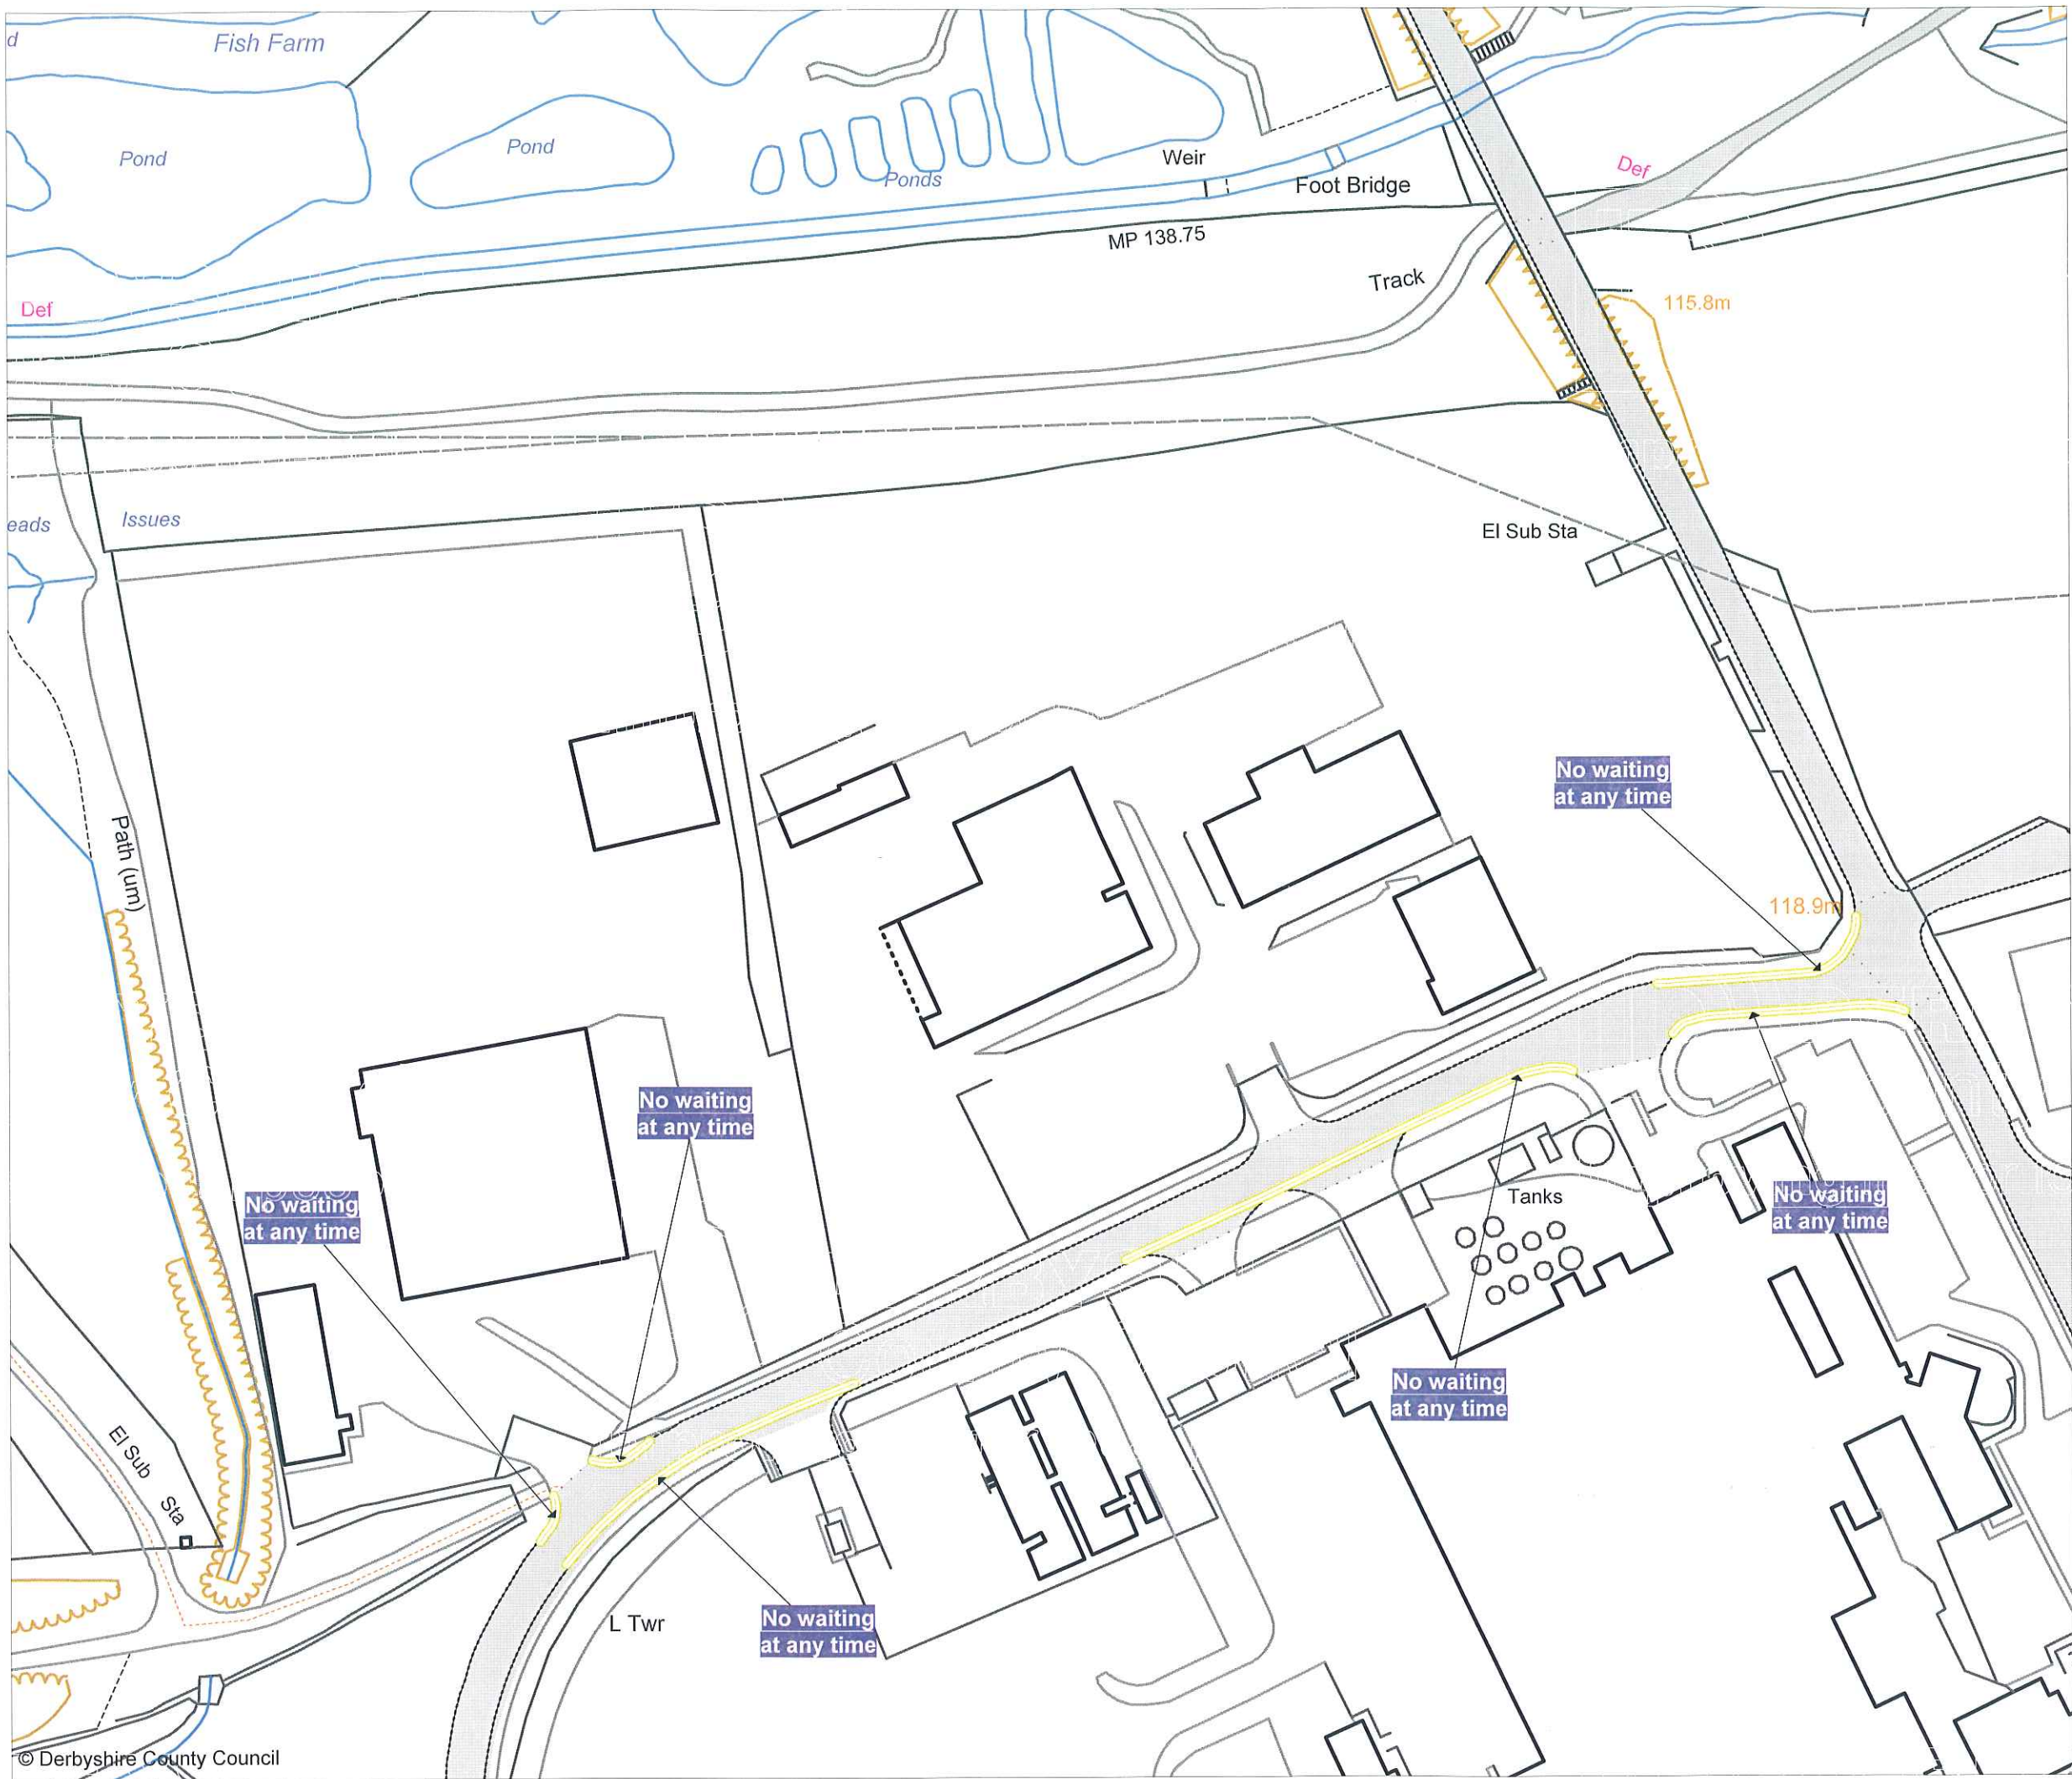 d
Fish Farm
Pond
Pond
Ponds
Weir
Foot Bridge
Def
MP 138.75
Track
115.8m
Def
eads
Issues
El Sub Sta
No waiting
at any time
Path (um)
118.9m
No waiting
at any time
No waiting
at any time
Tanks
No waiting
at any time
No waiting
at any time
El Sub
Sta
L Twr
No waiting
at any time
© Derbyshire County Council